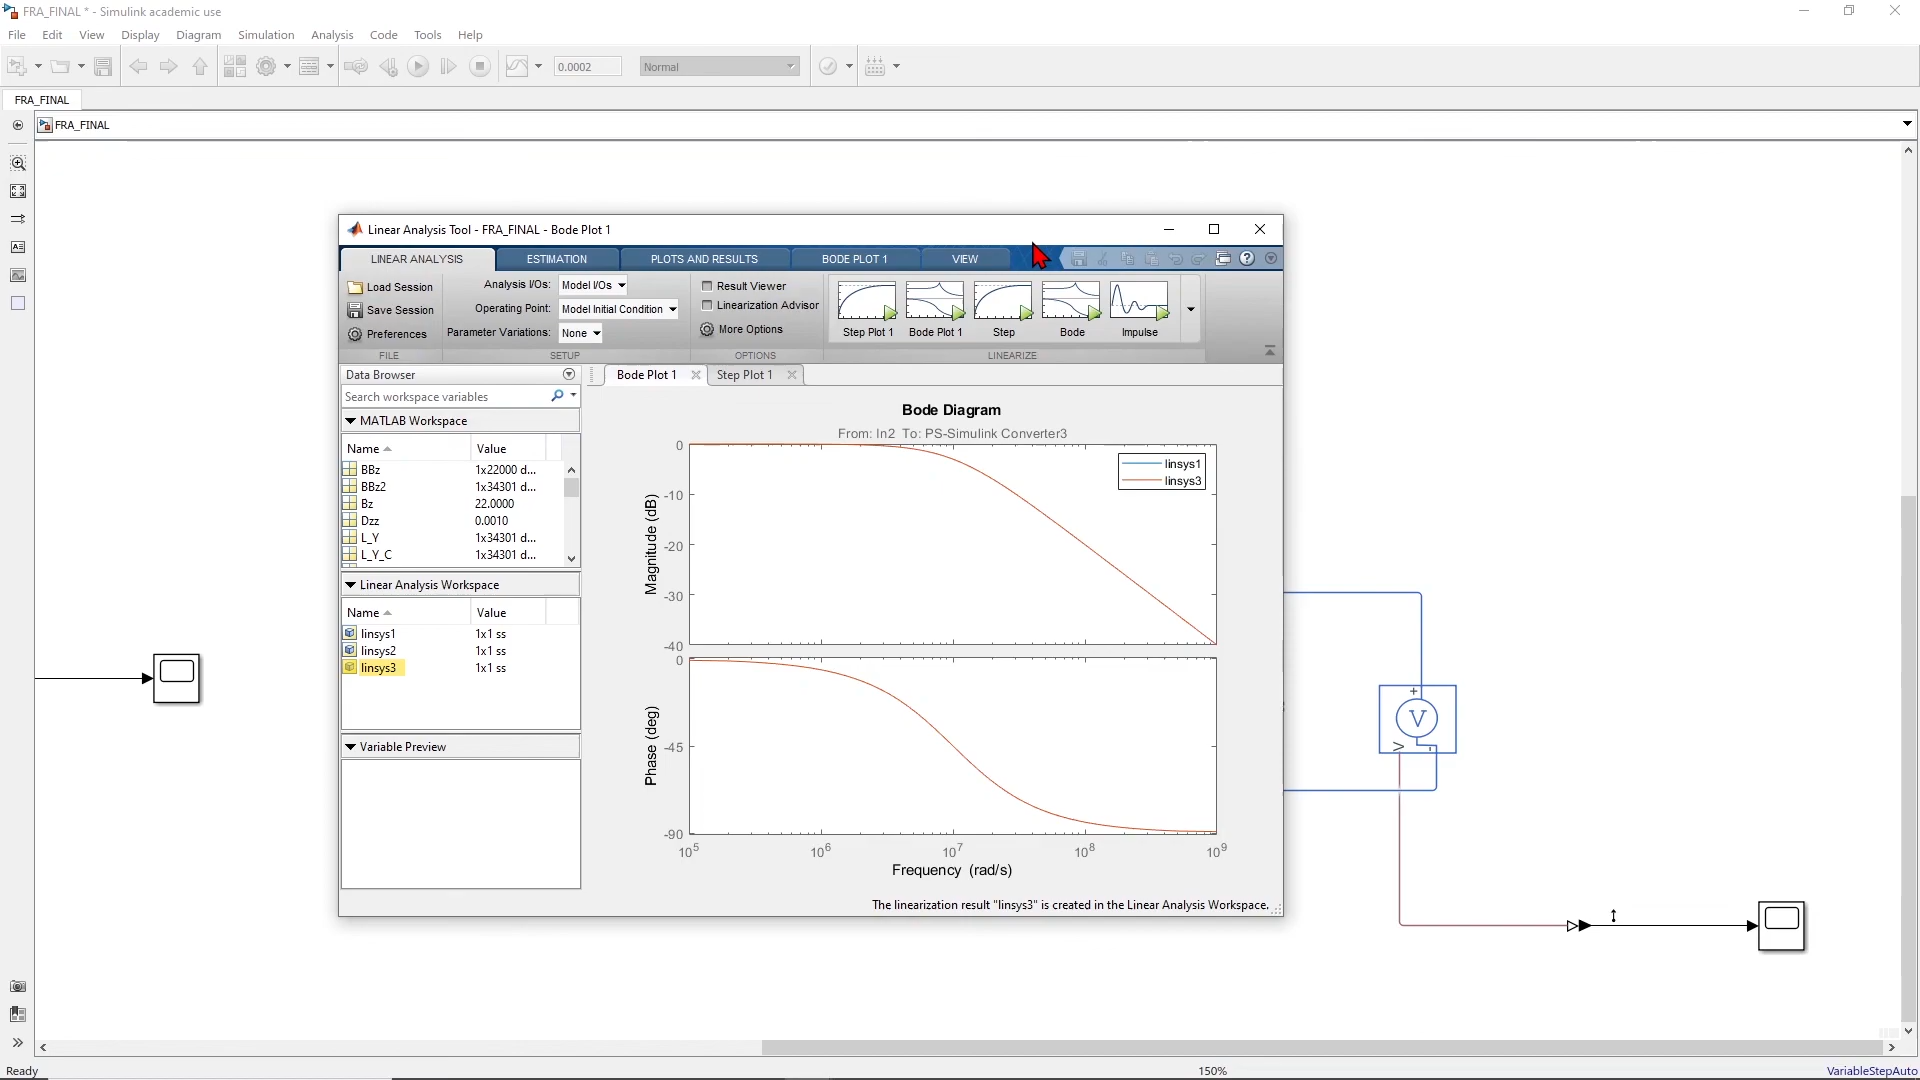 FRA_FINAL * - Simulink academic use
File Edit View Display Diagram Simulation Analysis Code Tools Help
0.0002 Normal
FRA_FINAL
FRA_FINAL
Linear Analysis Tool - FRA_FINAL - Bode Plot 1
LINEAR ANALYSIS ESTIMATION PLOTS AND RESULTS BODE PLOT 1 VIEW
Load Session
Save Session
Preferences
FILE
Analysis I/Os: Model I/Os
Operating Point: Model Initial Condition
Parameter Variations: None
SETUP
Result Viewer
Linearization Advisor
More Options
OPTIONS
Step Plot 1 Bode Plot 1 Step Bode Impulse
LINEARIZE
Data Browser
Search workspace variables
MATLAB Workspace
Name Value
BBz 1x22000 d...
BBz2 1x34301 d...
Bz 22.0000
Dzz 0.0010
L_Y 1x34301 d...
L_Y_C 1x34301 d...
Linear Analysis Workspace
Name Value
linsys1 1x1 ss
linsys2 1x1 ss
linsys3 1x1 ss
Variable Preview
Bode Plot 1 Step Plot 1
Bode Diagram
From: In2 To: PS-Simulink Converter3
Magnitude (dB)
0
-10
-20
-30
-40
linsys1
linsys3
Phase (deg)
0
-45
-90
10^5 10^6 10^7 10^8 10^9
Frequency (rad/s)
The linearization result "linsys3" is created in the Linear Analysis Workspace.
+
V
V -
Ready 150% VariableStepAuto